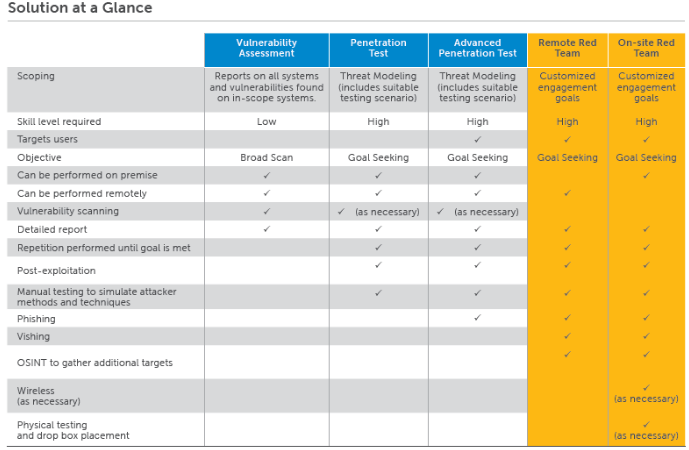 Solution at a Glance
Vulnerability Assessment | Penetration Test | Advanced Penetration Test | Remote Red Team | On-site Red Team
Scoping | Reports on all systems and vulnerabilities found on in-scope systems. | Threat Modeling (includes suitable testing scenario) | Threat Modeling (includes suitable testing scenario) | Customized engagement goals | Customized engagement goals
Skill level required | Low | High | High | High | High
Targets users | | | ✓ | ✓ | ✓
Objective | Broad Scan | Goal Seeking | Goal Seeking | Goal Seeking | Goal Seeking
Can be performed on premise | ✓ | ✓ | ✓ | | ✓
Can be performed remotely | ✓ | ✓ | ✓ | ✓ |
Vulnerability scanning | ✓ | ✓ (as necessary) | ✓ (as necessary) | |
Detailed report | ✓ | ✓ | ✓ | ✓ | ✓
Repetition performed until goal is met | | ✓ | ✓ | ✓ | ✓
Post-exploitation | | ✓ | ✓ | ✓ | ✓
Manual testing to simulate attacker methods and techniques | | ✓ | ✓ | ✓ | ✓
Phishing | | | ✓ | ✓ | ✓
Vishing | | | | ✓ | ✓
OSINT to gather additional targets | | | | ✓ | ✓
Wireless (as necessary) | | | | | ✓ (as necessary)
Physical testing and drop box placement | | | | | ✓ (as necessary)